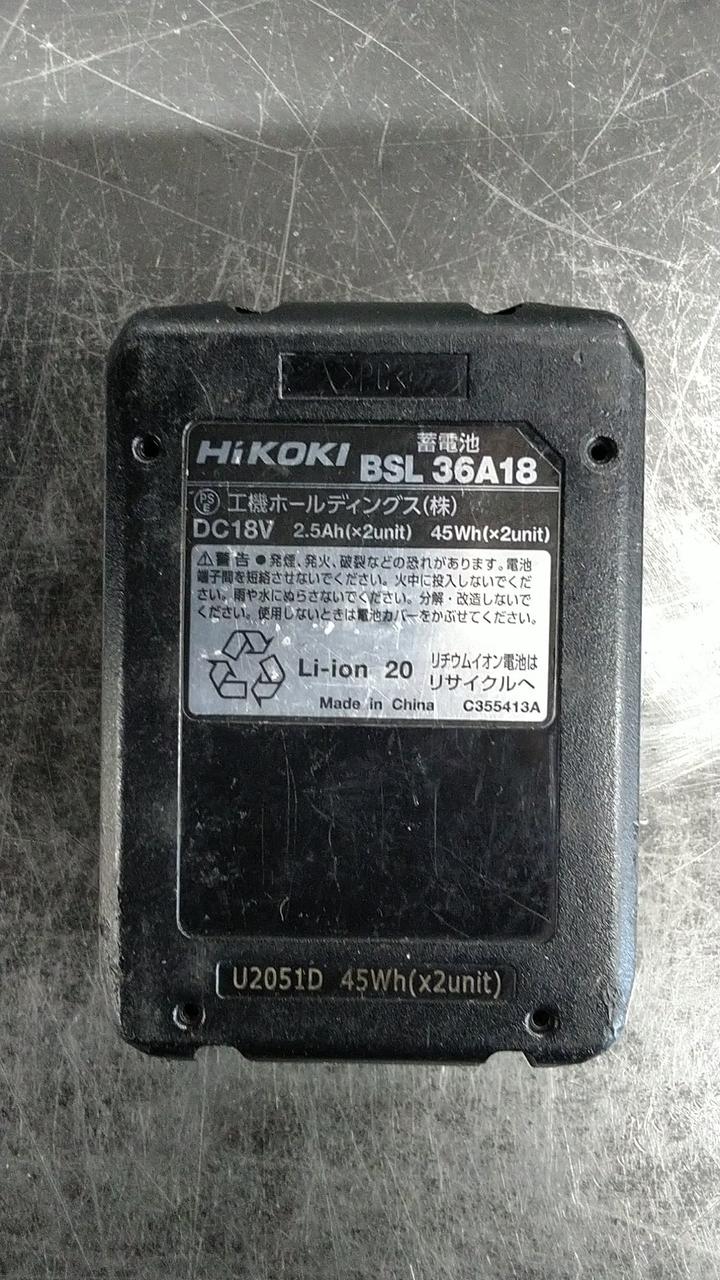 蓄電池
HiKOKI BSL 36A18
PSE 工機ホールディングス(株)
DC18V 2.5Ah(×2unit) 45Wh(×2unit)
⚠警告 ●発煙、発火、破裂などの恐れがあります。電池
端子間を短絡させないでください。火中に投入しないでくだ
さい。雨や水にぬらさないでください。分解・改造しないで
ください。使用しないときは電池カバーをかぶせてください。
Li-ion 20 リチウムイオン電池は
リサイクルへ
Made in China C355413A
U2051D 45Wh(x2unit)